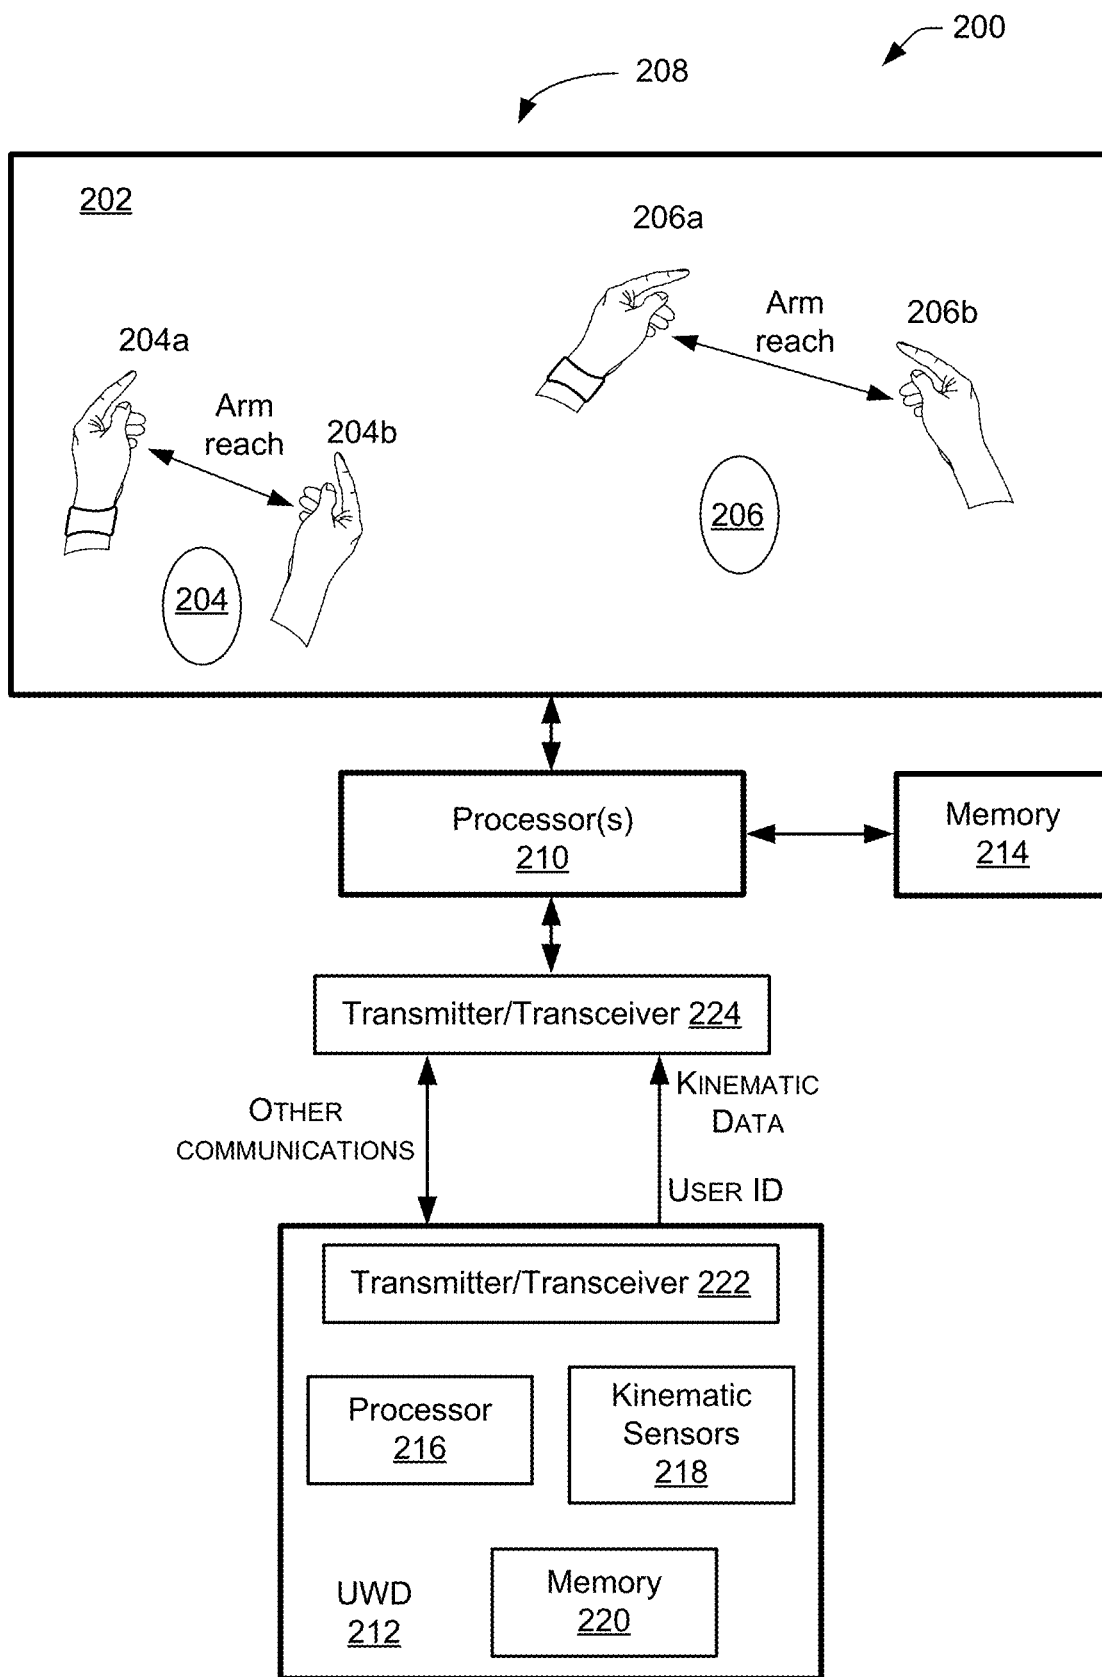 200
208
202
206a
Arm
reach
206b
204a
Arm
reach
204b
206
204
Processor(s)
210
Memory
214
Transmitter/Transceiver 224
OTHER
COMMUNICATIONS
KINEMATIC
DATA
USER ID
Transmitter/Transceiver 222
Processor
216
Kinematic
Sensors
218
UWD
212
Memory
220